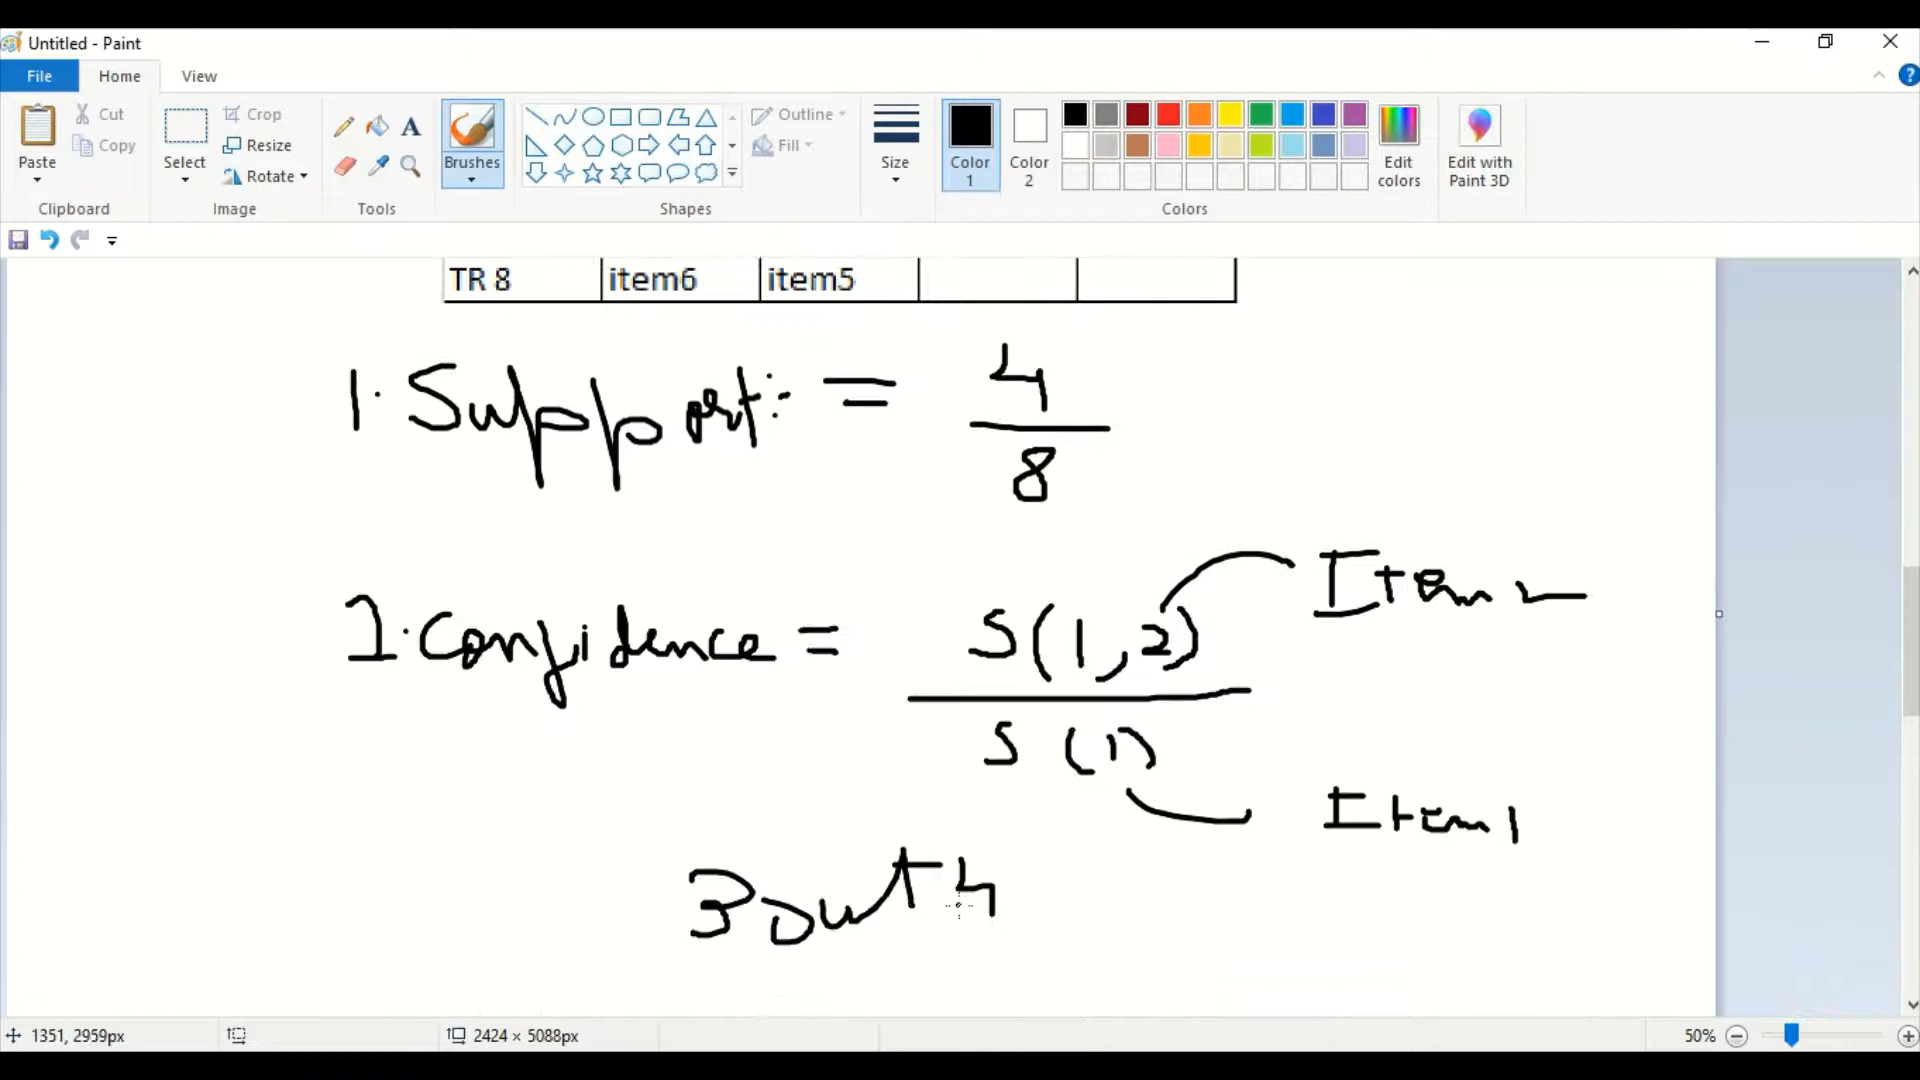 Untitled - Paint
File Home View
Paste Cut Copy Clipboard
Select Crop Resize Rotate Image
A Tools
Brushes
Outline Fill Shapes
Size
Color 1 Color 2 Edit colors Colors
Edit with Paint 3D
TR 8 item6 item5
1. Support:- = 4
8
2. Confidence = S(1,2) Item 2
S (1) Item 1
3 out 4
1351, 2959px 2424 × 5088px 50%